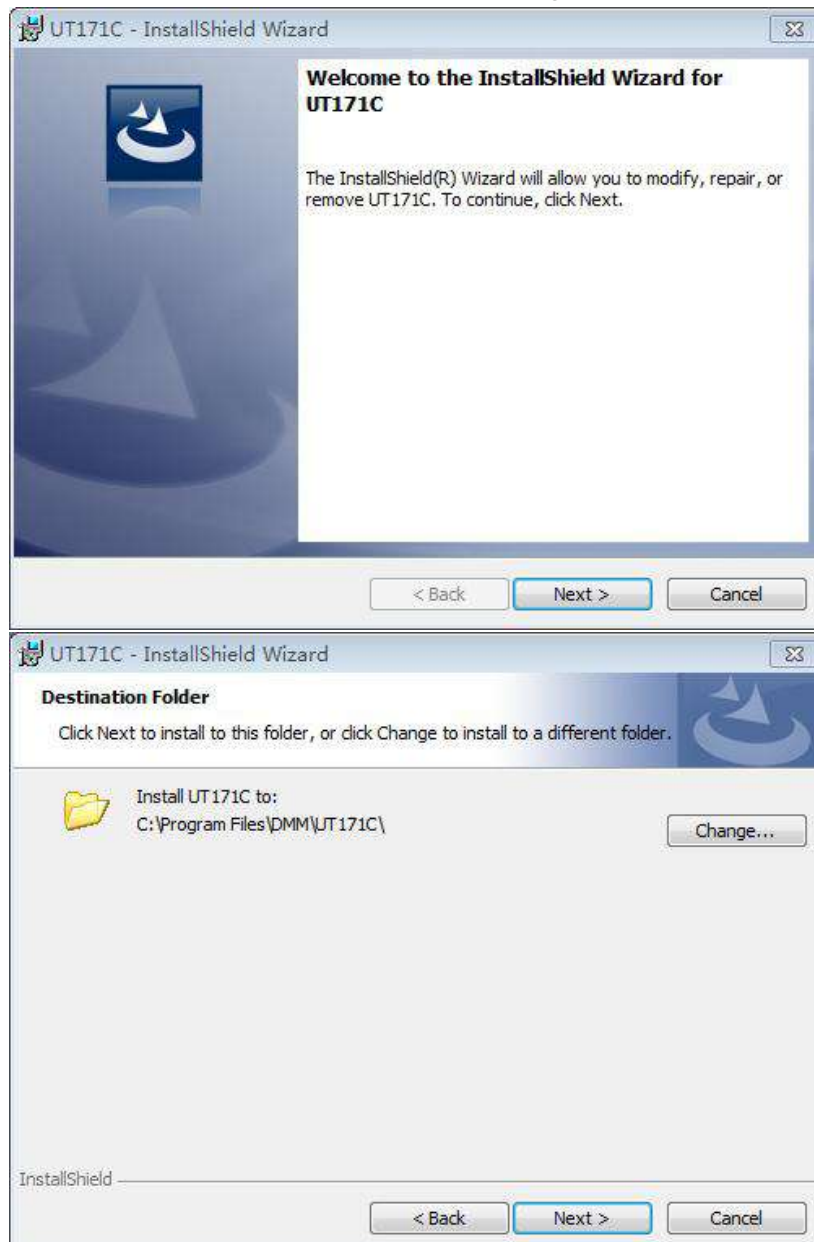 UT171C - InstallShield Wizard
Welcome to the InstallShield Wizard for
UT171C
The InstallShield(R) Wizard will allow you to modify, repair, or
remove UT171C. To continue, click Next.
< Back
Next >
Cancel
UT171C - InstallShield Wizard
Destination Folder
Click Next to install to this folder, or click Change to install to a different folder.
Install UT171C to:
C:\Program Files\DMM\UT171C\
Change...
InstallShield
< Back
Next >
Cancel